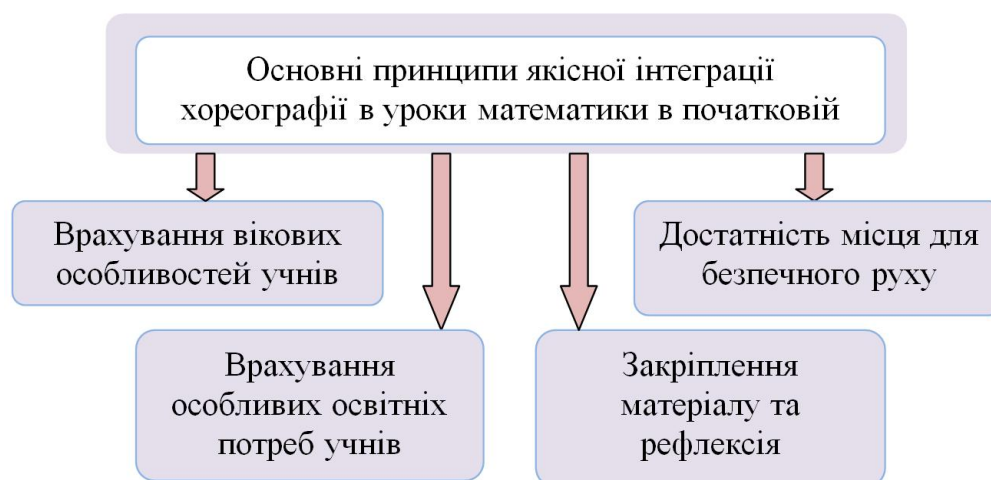 Основні принципи якісної інтеграції
хореографії в уроки математики в початковій
Врахування вікових
особливостей учнів
Достатність місця для
безпечного руху
Врахування
особливих освітніх
потреб учнів
Закріплення
матеріалу та
рефлексія